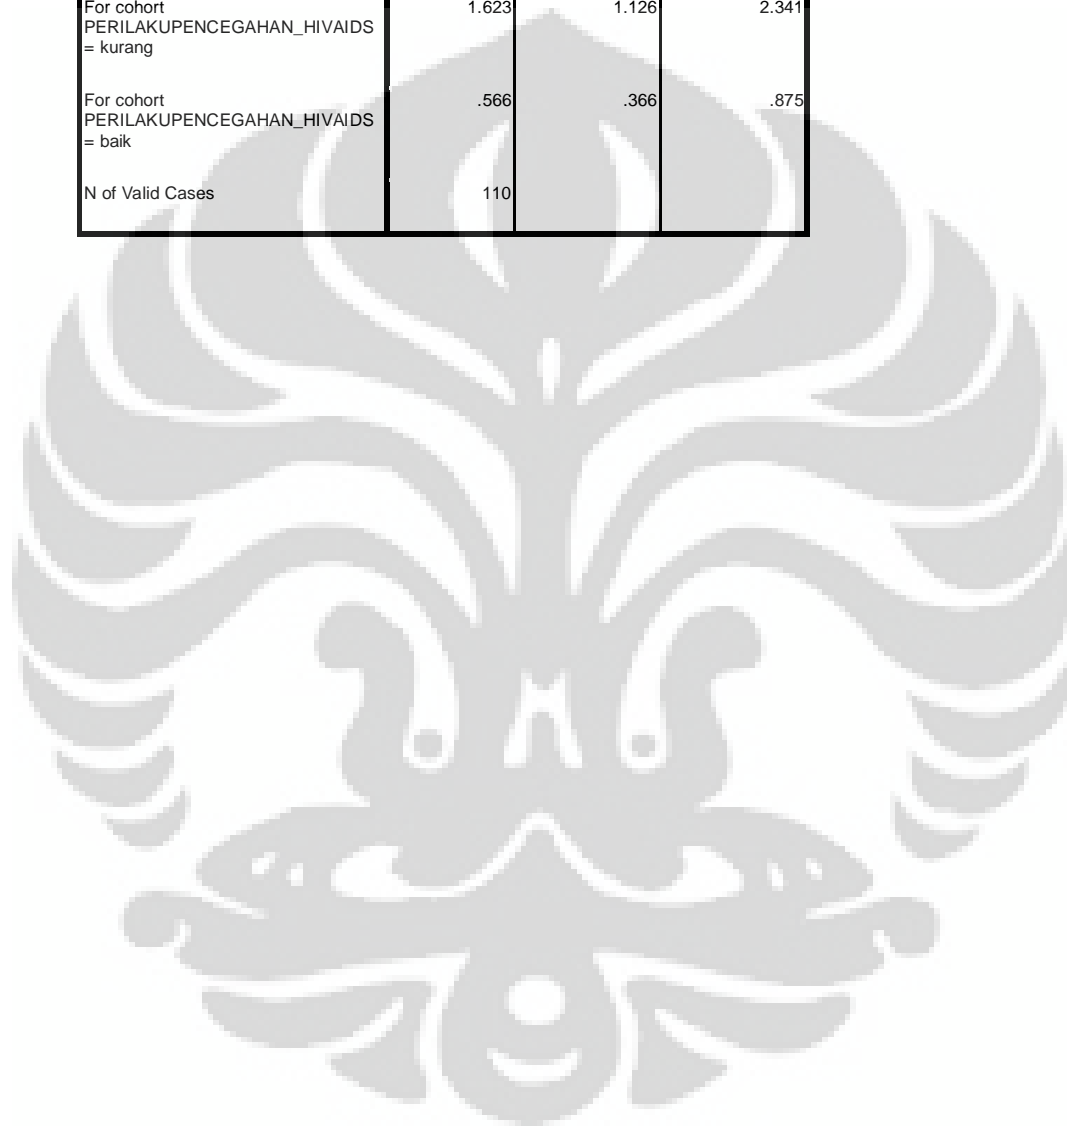 For cohort 1.623 1.126 2.341
PERILAKUPENCEGAHAN_HIVAIDS
= kurang
For cohort .566 .366 .875
PERILAKUPENCEGAHAN_HIVAIDS
= baik
N of Valid Cases 110